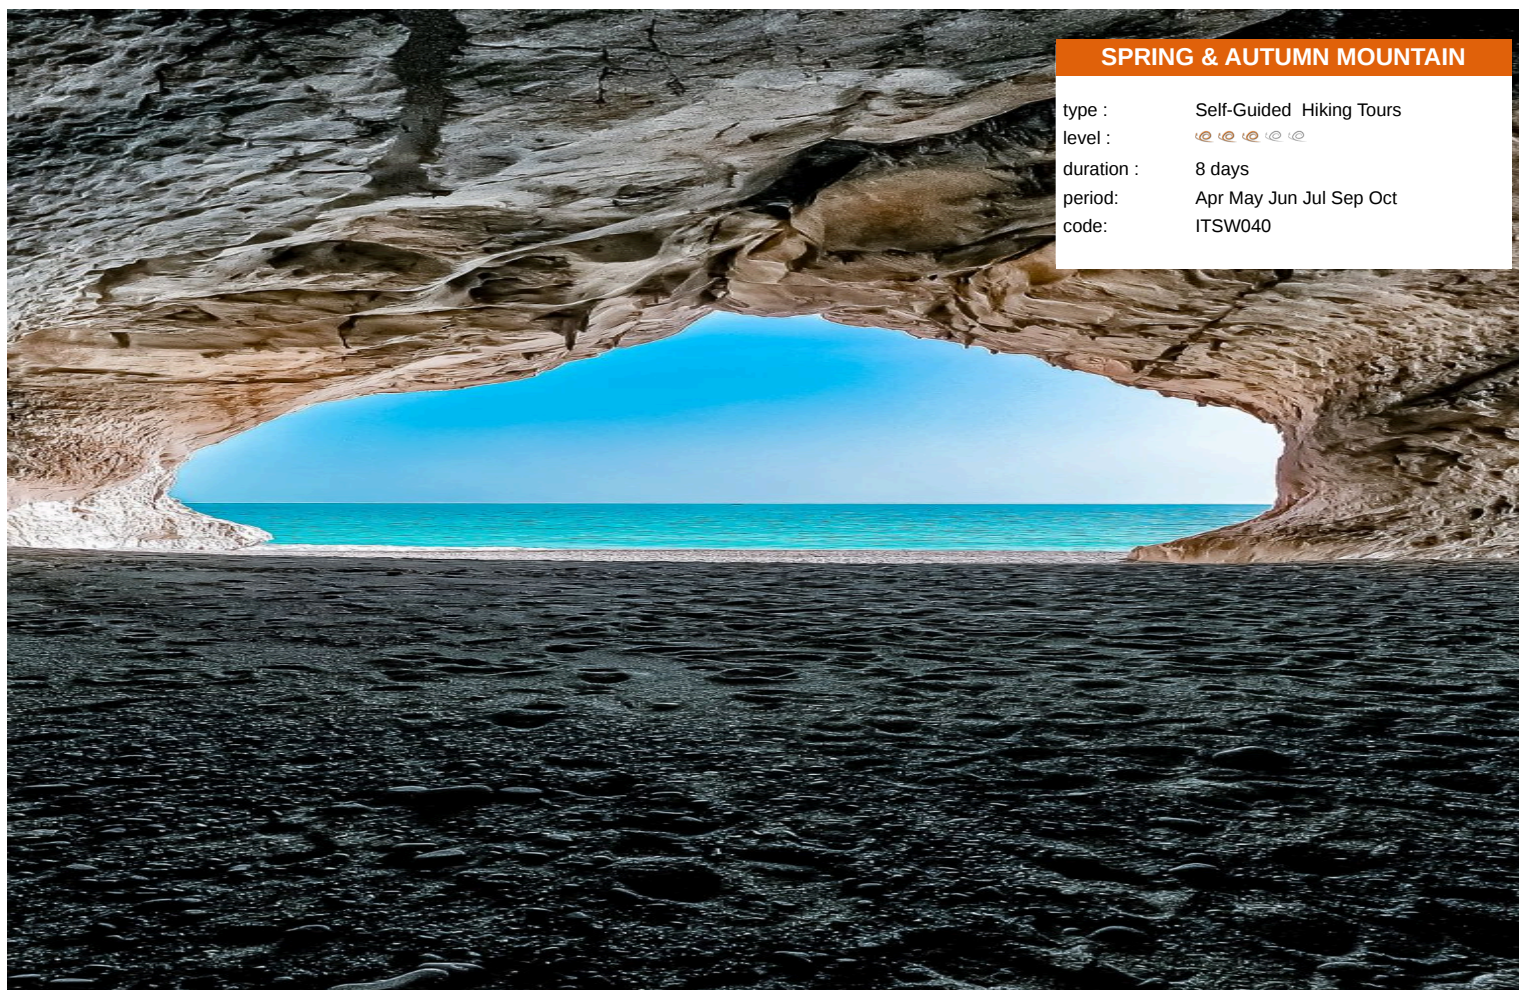 SPRING & AUTUMN MOUNTAIN
type : Self-Guided  Hiking Tours
level :
duration : 8 days
period: Apr May Jun Jul Sep Oct
code: ITSW040